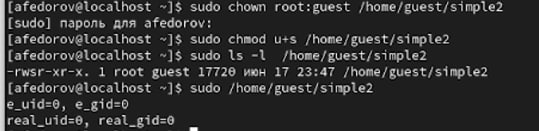 [afedorov@localhost ~]$ sudo chown root:guest /home/guest/simple2
[sudo] пароль для afedorov:
[afedorov@localhost ~]$ sudo chmod u+s /home/guest/simple2
[afedorov@localhost ~]$ sudo ls -l  /home/guest/simple2
-rwsr-xr-x. 1 root guest 17720 июн 17 23:47 /home/guest/simple2
[afedorov@localhost ~]$ sudo /home/guest/simple2
e_uid=0, e_gid=0
real_uid=0, real_gid=0